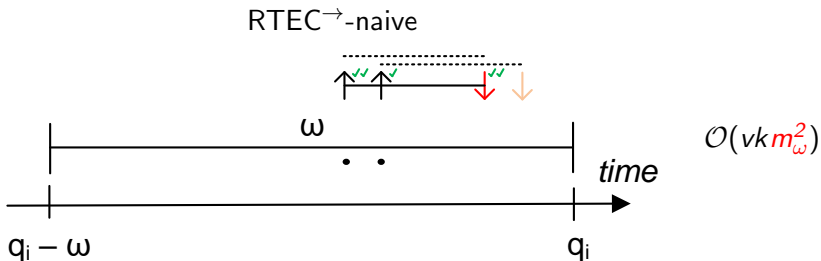 RTEC→-naive
ω
𝒪(vkm²_ω)
time
qᵢ – ω
qᵢ